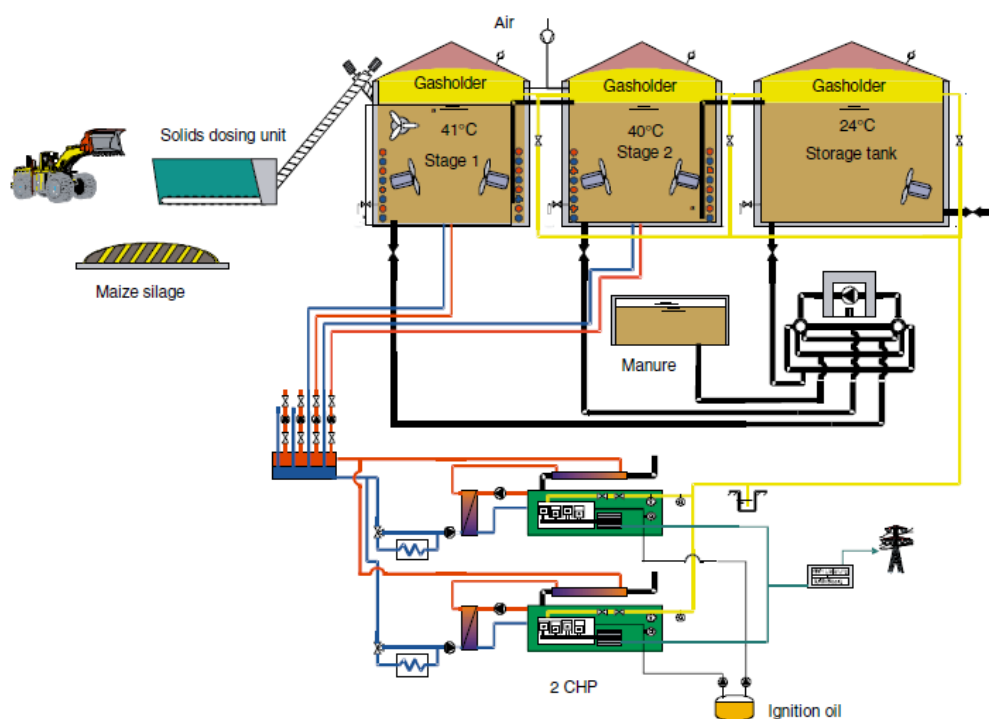 Air
Gasholder
Gasholder
Gasholder
41°C
Stage 1
40°C
Stage 2
24°C
Storage tank
Solids dosing unit
Maize silage
Manure
2 CHP
Ignition oil